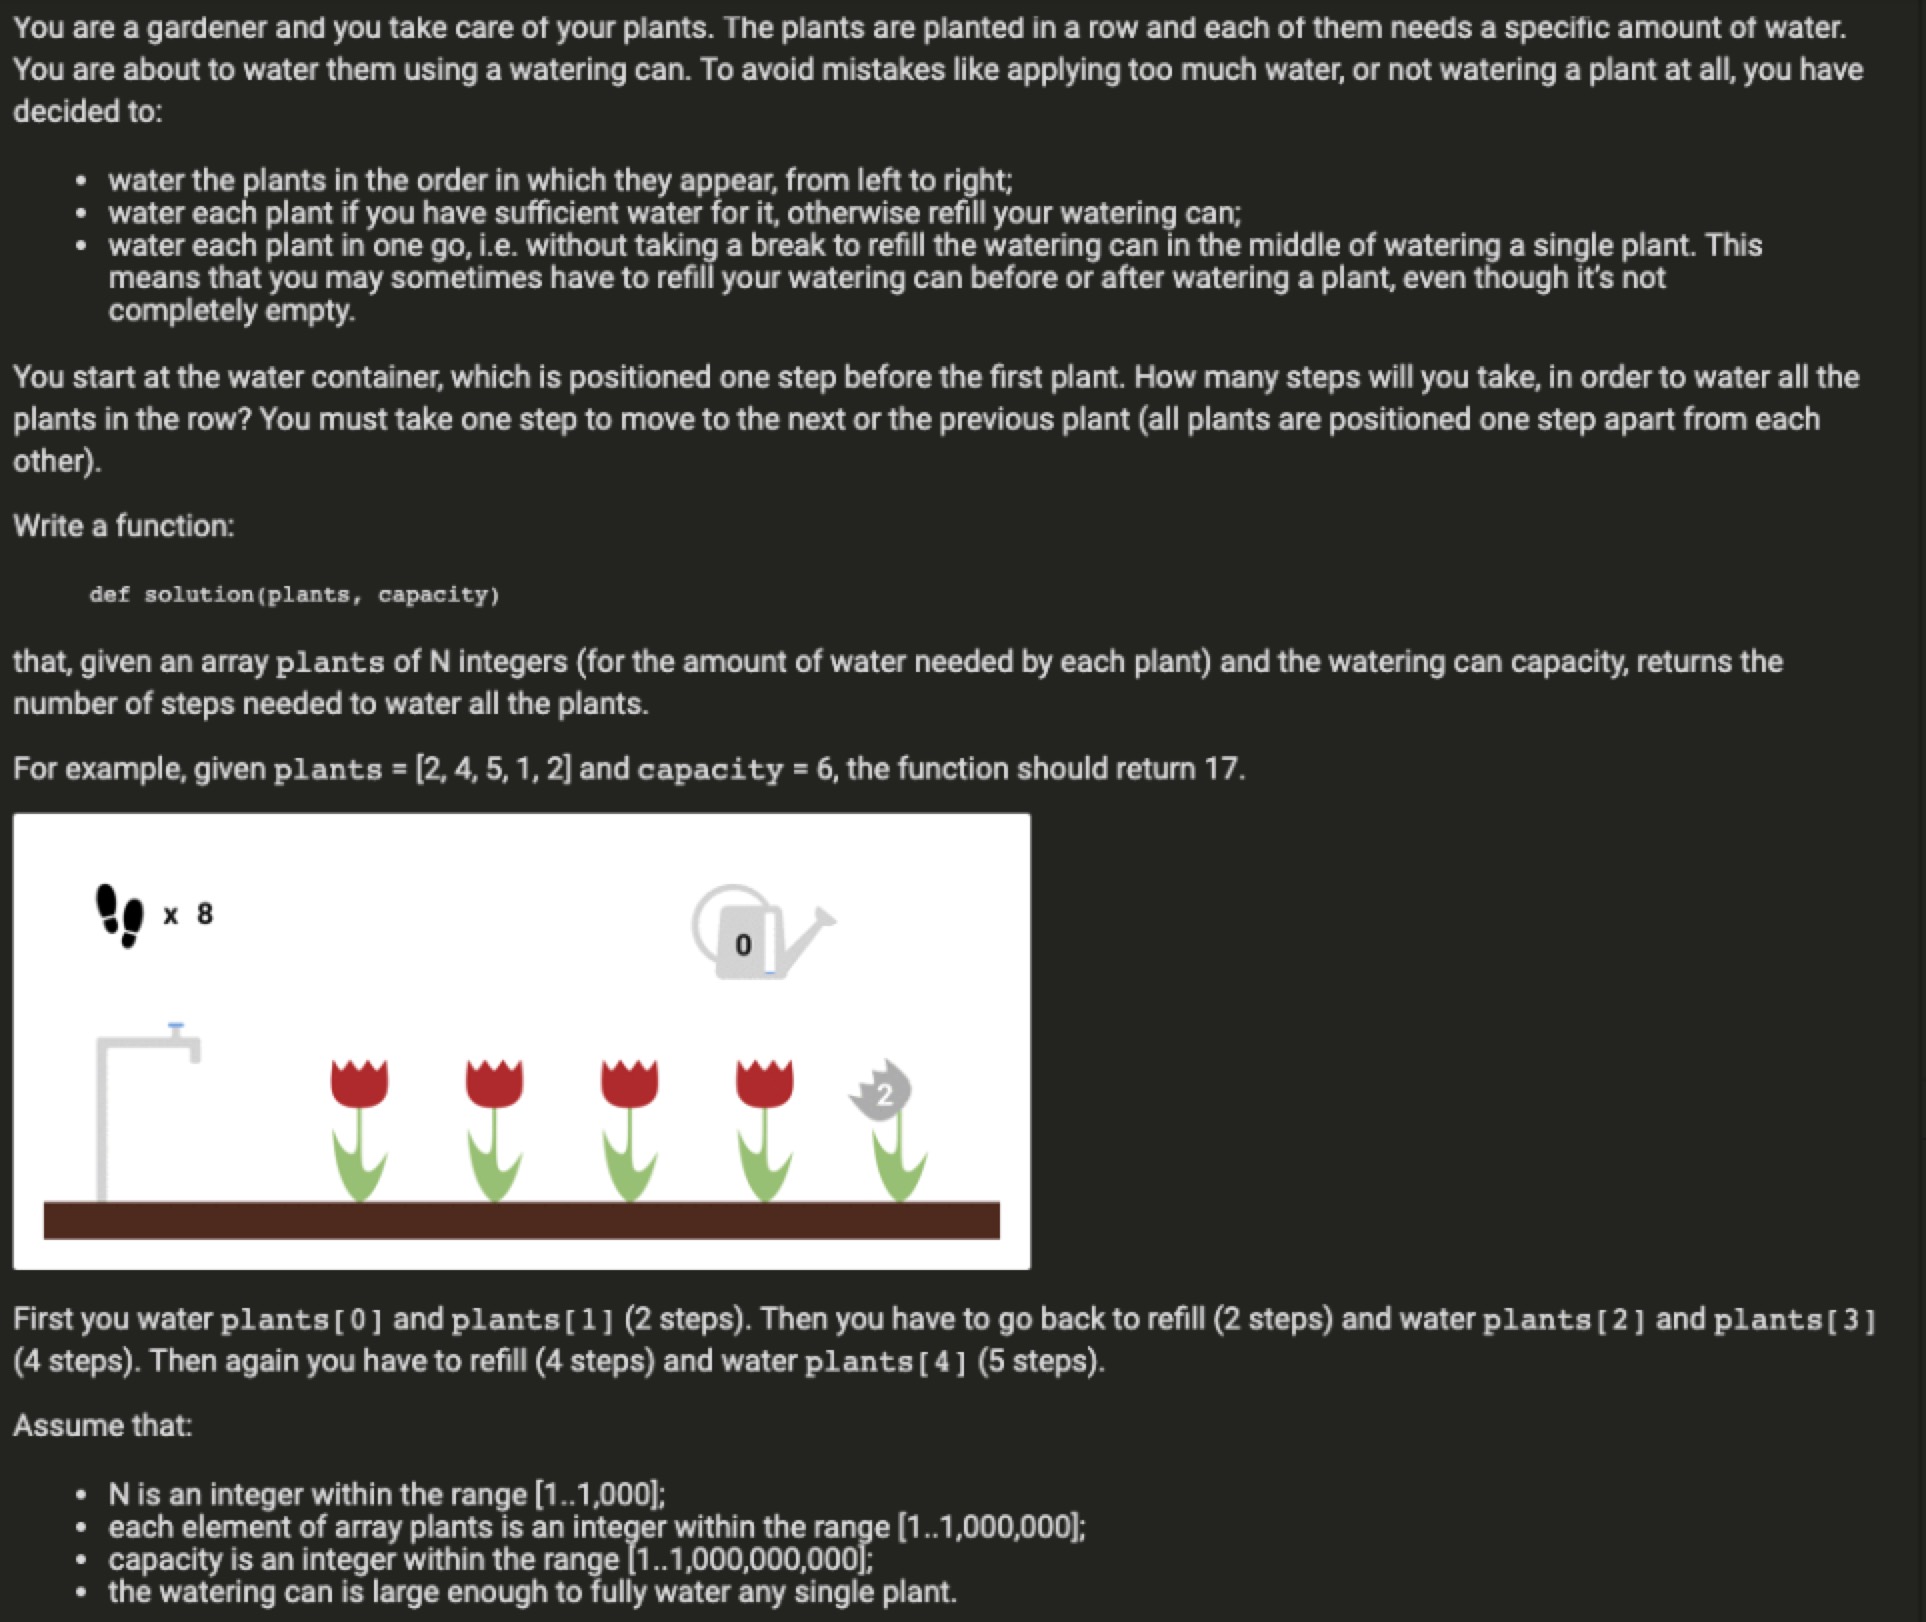 You are a gardener and you take care of your plants. The plants are planted in a row and each of them needs a specific amount of water.
You are about to water them using a watering can. To avoid mistakes like applying too much water, or not watering a plant at all, you have
decided to:
• water the plants in the order in which they appear, from left to right;
• water each plant if you have sufficient water for it, otherwise refill your watering can;
• water each plant in one go, i.e. without taking a break to refill the watering can in the middle of watering a single plant. This
means that you may sometimes have to refill your watering can before or after watering a plant, even though it's not
completely empty.
You start at the water container, which is positioned one step before the first plant. How many steps will you take, in order to water all the
plants in the row? You must take one step to move to the next or the previous plant (all plants are positioned one step apart from each
other).
Write a function:
def solution(plants, capacity)
that, given an array plants of N integers (for the amount of water needed by each plant) and the watering can capacity, returns the
number of steps needed to water all the plants.
For example, given plants = [2, 4, 5, 1, 2] and capacity = 6, the function should return 17.
x 8
0
2
First you water plants[0] and plants[1] (2 steps). Then you have to go back to refill (2 steps) and water plants[2] and plants[3]
(4 steps). Then again you have to refill (4 steps) and water plants[4] (5 steps).
Assume that:
• N is an integer within the range [1..1,000];
• each element of array plants is an integer within the range [1..1,000,000];
• capacity is an integer within the range [1..1,000,000,000];
• the watering can is large enough to fully water any single plant.